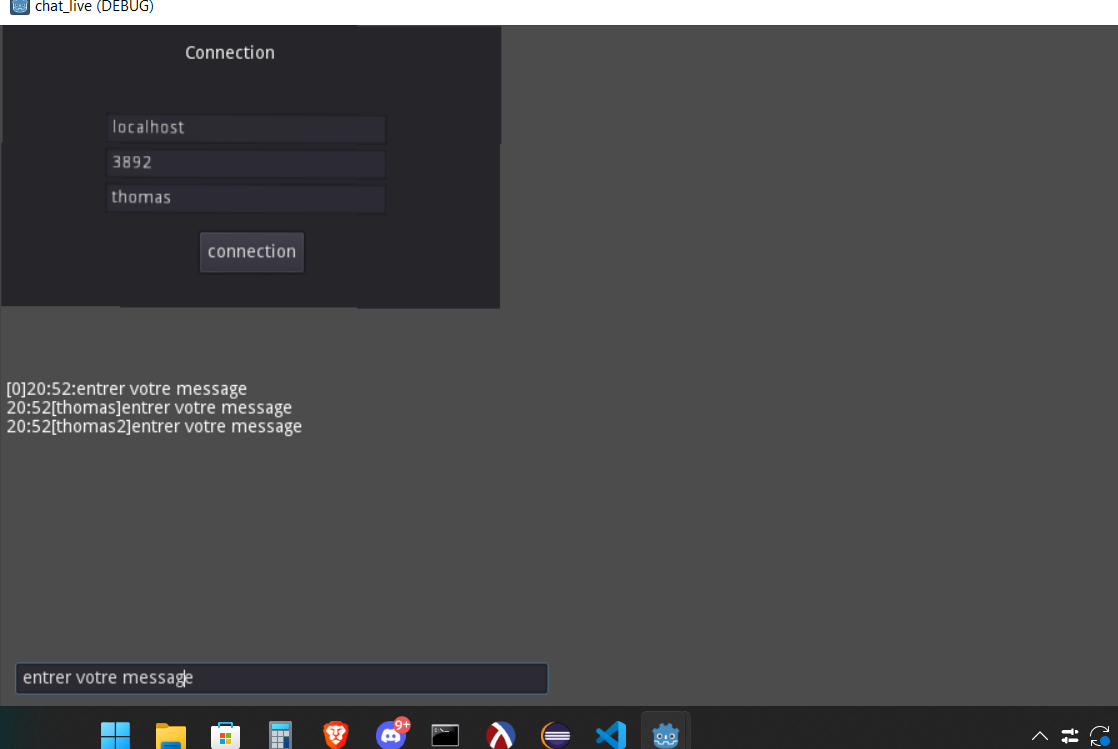 chat_live (DEBUG)
Connection
localhost
3892
thomas
connection
[0]20:52:entrer votre message
20:52[thomas]entrer votre message
20:52[thomas2]entrer votre message
entrer votre message
9+